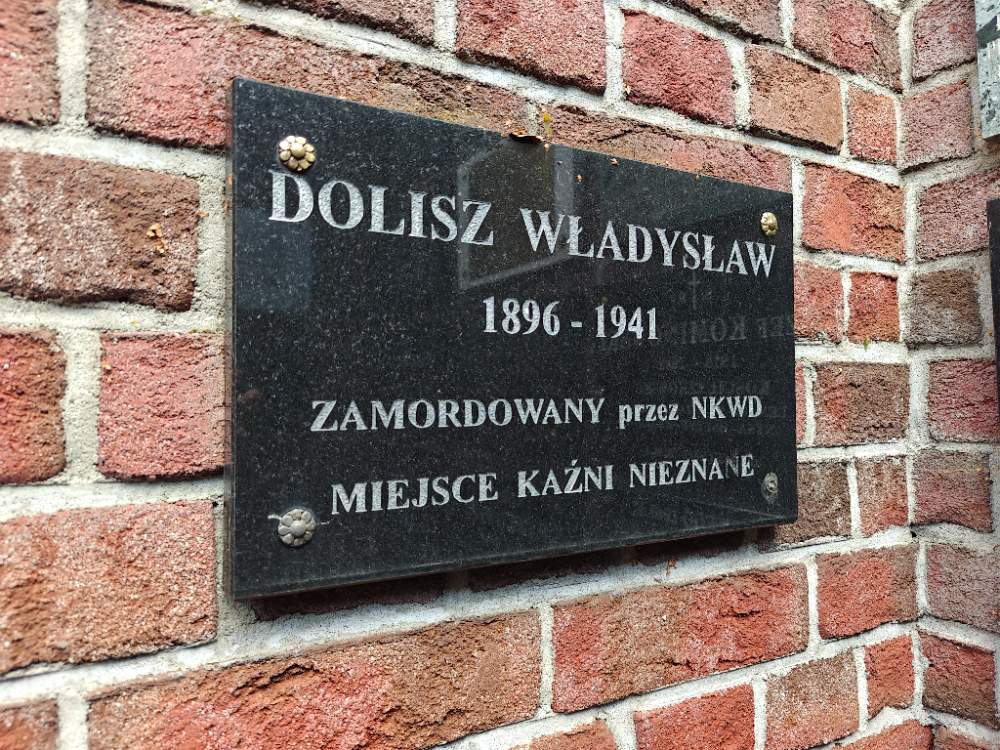 DOLISZ WŁADYSŁAW
1896 - 1941
ZAMORDOWANY przez NKWD
MIEJSCE KAŹNI NIEZNANE